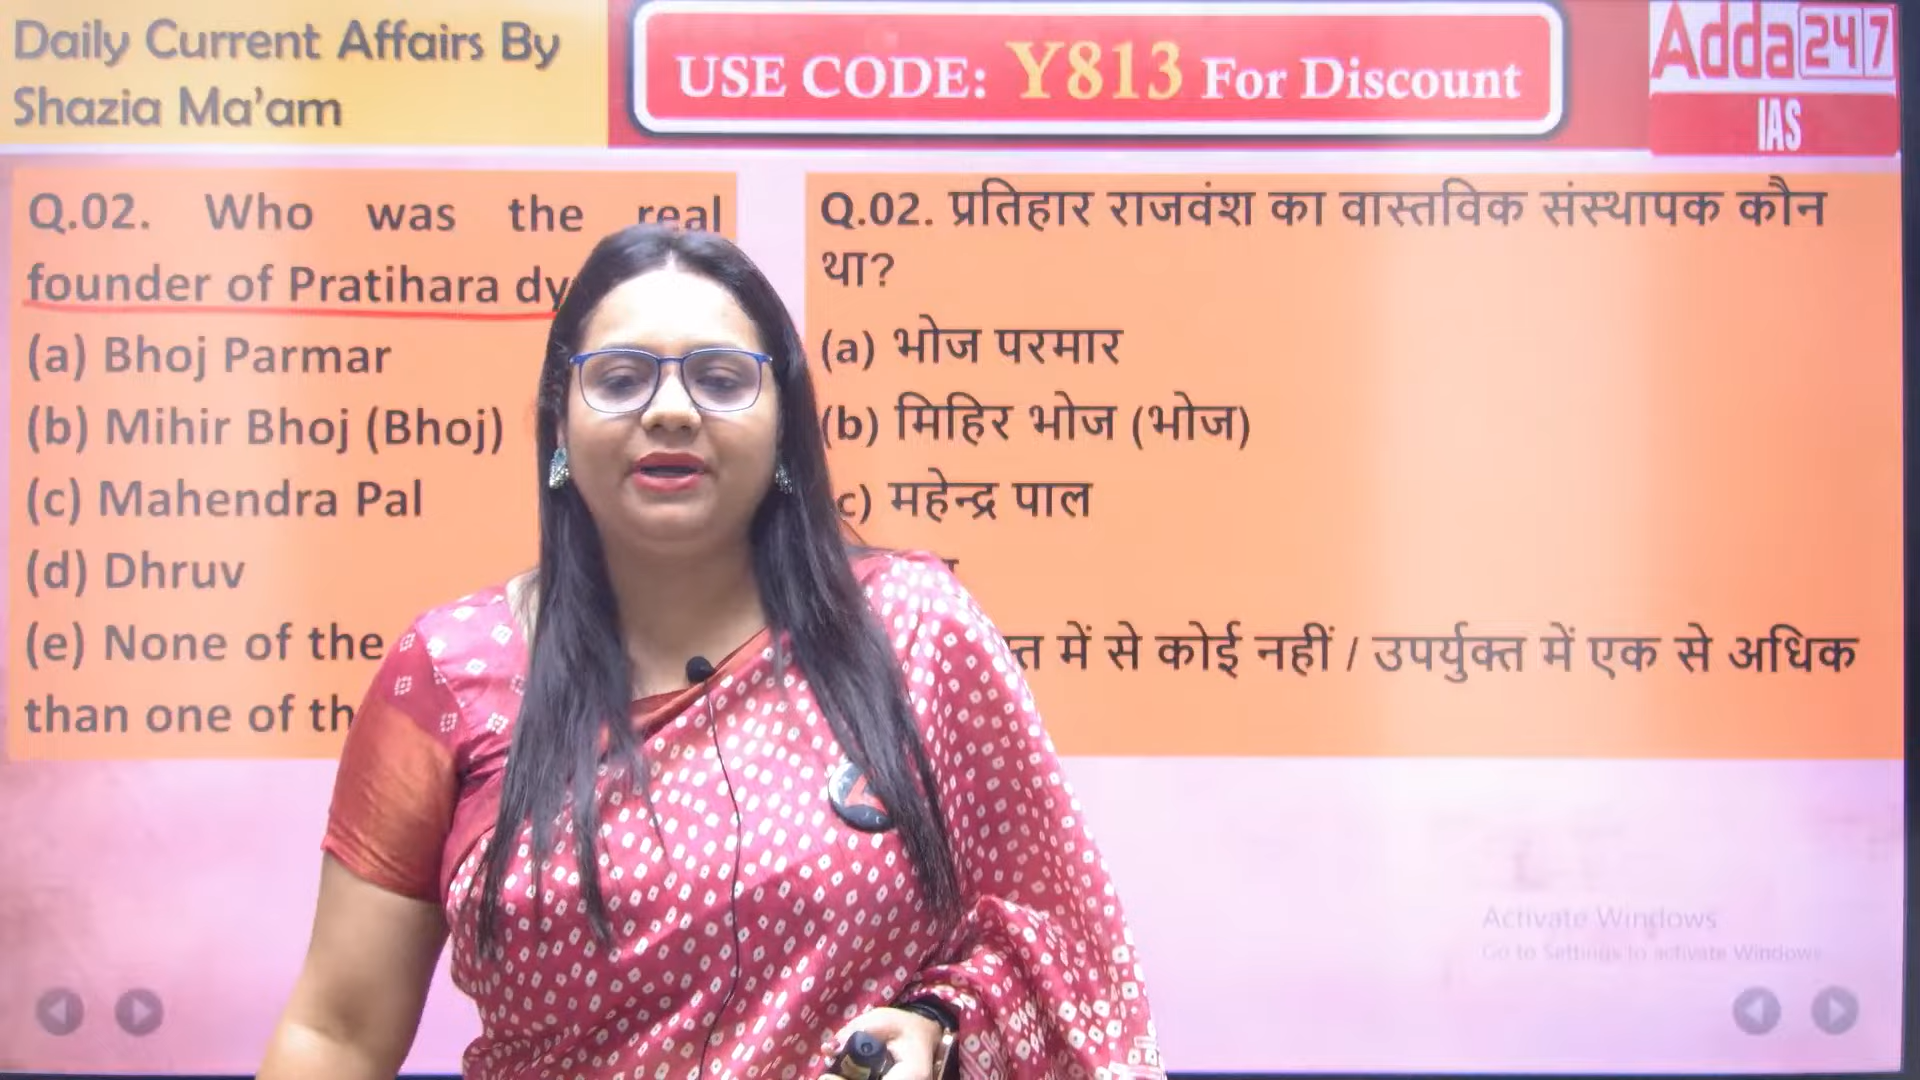 Daily Current Affairs By
Shazia Ma'am
USE CODE: Y813 For Discount
Adda247
IAS
Q.02. Who was the real
founder of Pratihara
(a) Bhoj Parmar
(b) Mihir Bhoj (Bhoj)
(c) Mahendra Pal
(d) Dhruv
(e) None of the
than one of
Q.02. प्रतिहार राजवंश का वास्तविक संस्थापक कौन
था?
(a) भोज परमार
(b) मिहिर भोज (भोज)
c) महेन्द्र पाल
में से कोई नहीं / उपर्युक्त में एक से अधिक
Activate Windows
Go to Settings to activate Windows